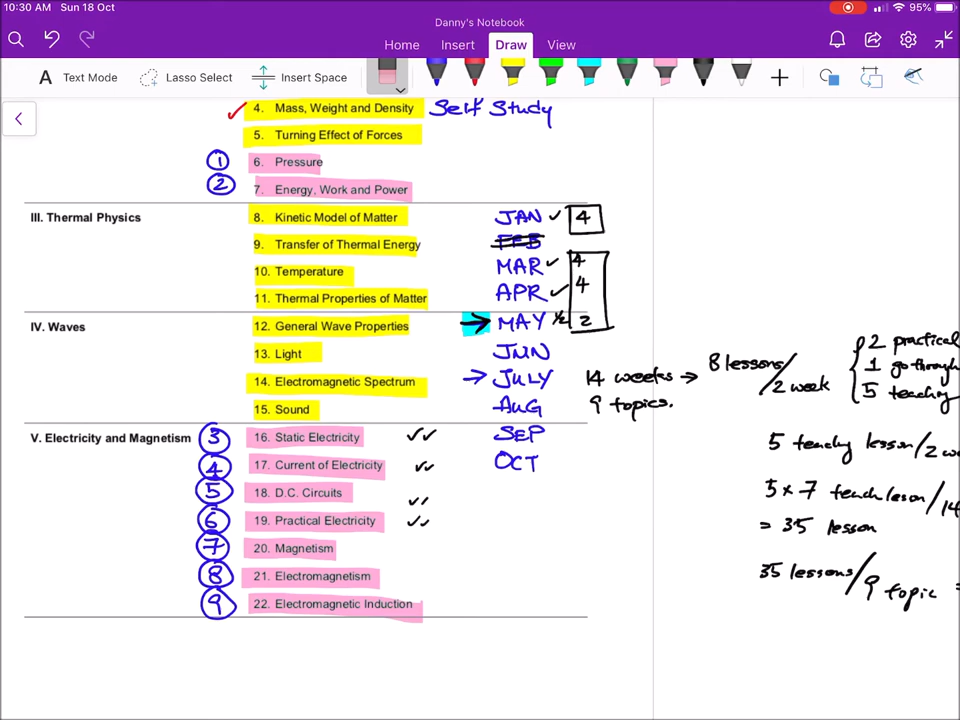 10:30 AM Sun 18 Oct
95%
Danny's Notebook
Home Insert Draw View
A Text Mode Lasso Select Insert Space
4. Mass, Weight and Density Self Study
5. Turning Effect of Forces
1 6. Pressure
2 7. Energy, Work and Power
III. Thermal Physics 8. Kinetic Model of Matter JAN ✓ 4
9. Transfer of Thermal Energy FEB
10. Temperature MAR ✓ 4
11. Thermal Properties of Matter APR ✓ 4
IV. Waves 12. General Wave Properties → MAY ½ 2
13. Light JUN
14. Electromagnetic Spectrum → JULY
15. Sound AUG
V. Electricity and Magnetism 3 16. Static Electricity ✓✓ SEP
4 17. Current of Electricity ✓✓ OCT
5 18. D.C. Circuits ✓✓
6 19. Practical Electricity ✓✓
7 20. Magnetism
8 21. Electromagnetism
9 22. Electromagnetic Induction
14 weeks → 8 lessons/2 week
9 topics.
2 practical
1 go through
5 teaching
5 teachy lesson/2 w
5 x 7 teach lesson/14
= 35 lesson
35 lessons/9 topic =